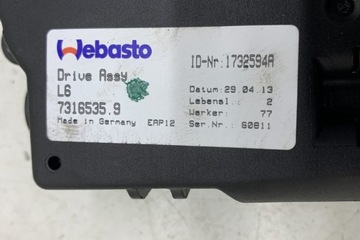 Webasto
ID-Nr:1732594A
Drive Assy
L6
7316535.9
Made in Germany EAP12
Datum:29.04.13
Lebensl.: 2
Werker: 77
Ser.Nr.: 60811